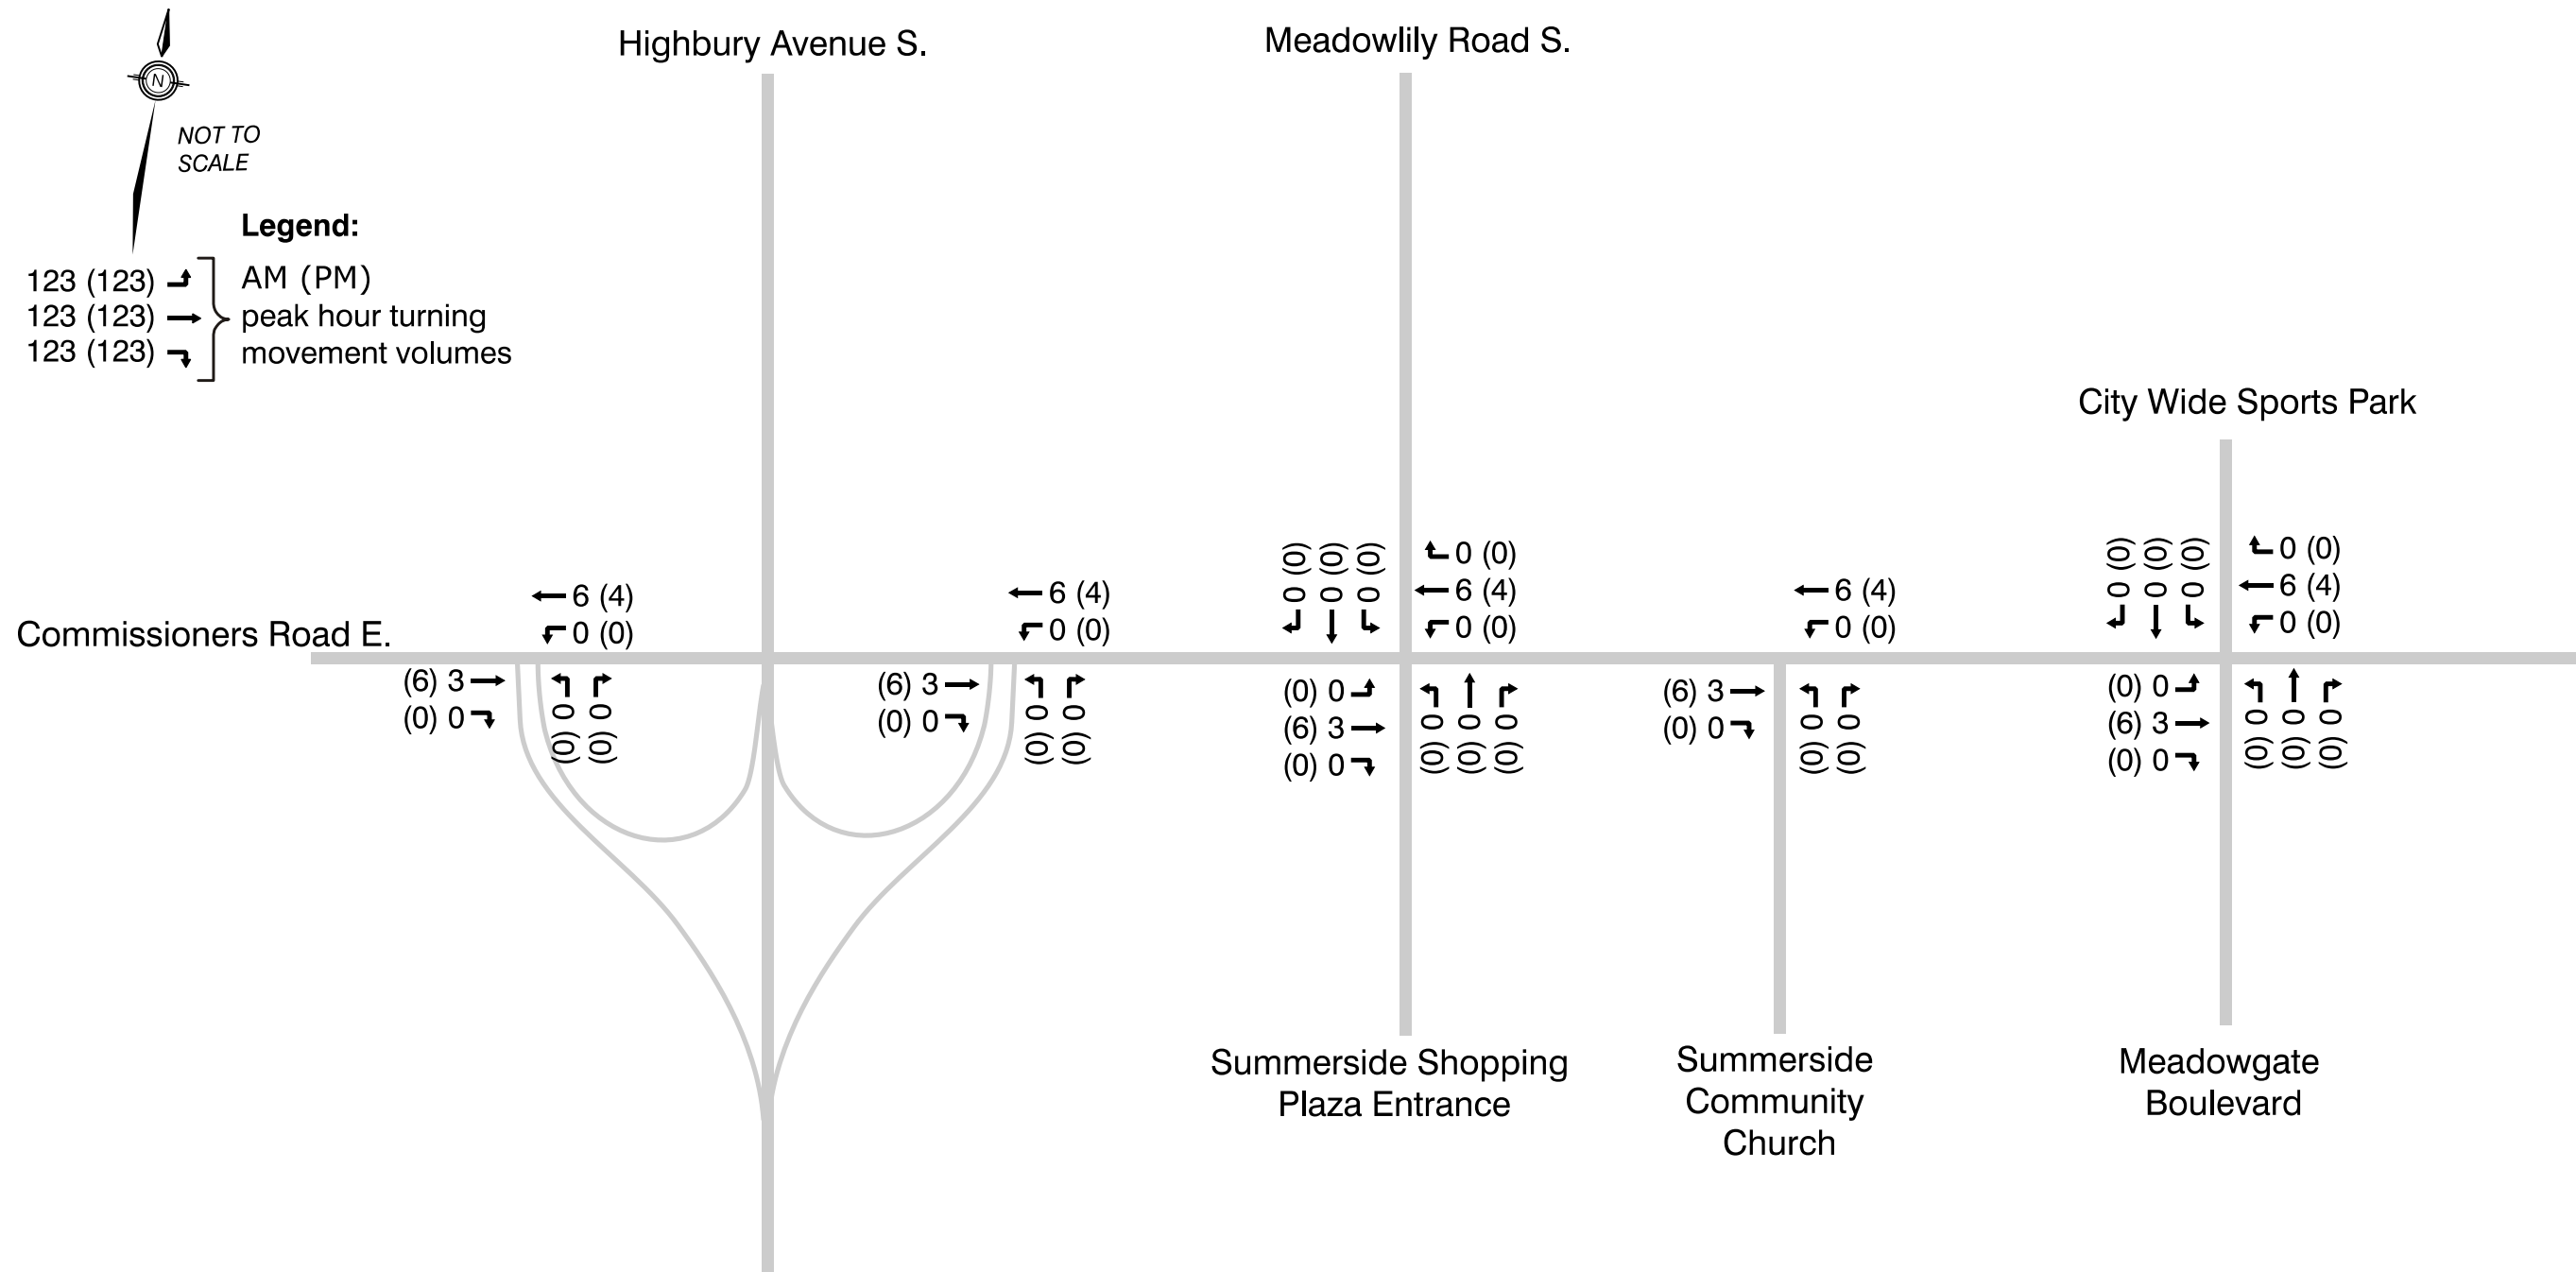 Highbury Avenue S.
Meadowlily Road S.
N
NOT TO
SCALE
Legend:
123 (123)
123 (123)
123 (123)
AM (PM)
peak hour turning
movement volumes
City Wide Sports Park
Commissioners Road E.
6 (4)
0 (0)
(6) 3
(0) 0
(0) 0
(0) 0
6 (4)
0 (0)
(6) 3
(0) 0
(0) 0
(0) 0
0 (0)
0 (0)
0 (0)
0 (0)
6 (4)
0 (0)
(0) 0
(6) 3
(0) 0
(0) 0
(0) 0
(0) 0
6 (4)
0 (0)
(6) 3
(0) 0
(0) 0
(0) 0
0 (0)
0 (0)
0 (0)
0 (0)
6 (4)
0 (0)
(0) 0
(6) 3
(0) 0
(0) 0
(0) 0
(0) 0
Summerside Shopping
Plaza Entrance
Summerside
Community
Church
Meadowgate
Boulevard